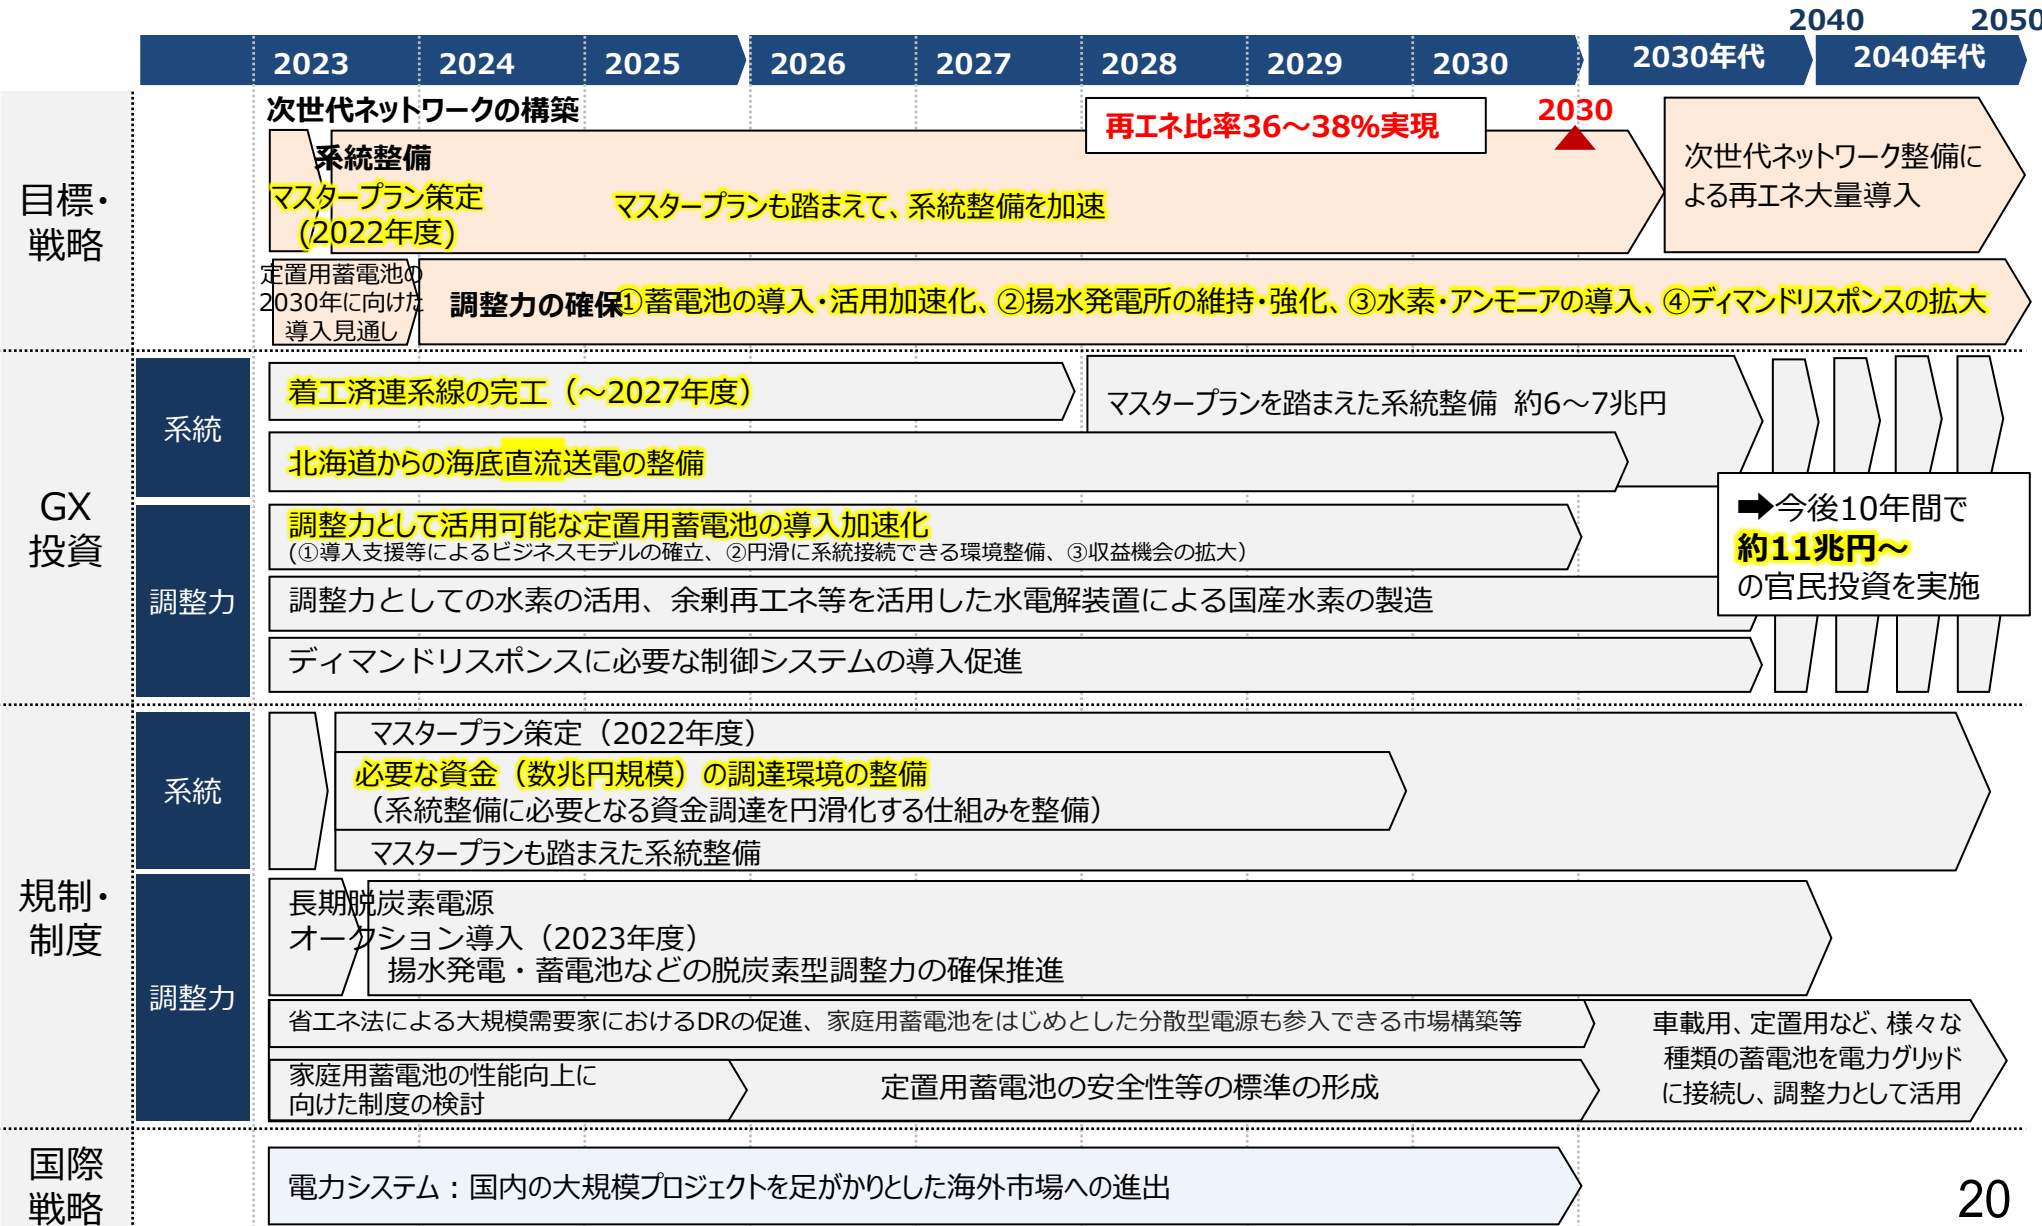 2040
2050
2023
2024
2025
2026
2027
2028
2029
2030
2030年代
2040年代
目標・
戦略
次世代ネットワークの構築
系統整備
マスタープラン策定
(2022年度)
マスタープランも踏まえて、系統整備を加速
再エネ比率36～38%実現
2030
次世代ネットワーク整備に
よる再エネ大量導入
定置用蓄電池の
2030年に向けた
導入見通し
調整力の確保
①蓄電池の導入・活用加速化、②揚水発電所の維持・強化、③水素・アンモニアの導入、④ディマンドリスポンスの拡大
GX
投資
系統
着工済連系線の完工（～2027年度）
マスタープランを踏まえた系統整備 約6～7兆円
北海道からの海底直流送電の整備
調整力
調整力として活用可能な定置用蓄電池の導入加速化
(①導入支援等によるビジネスモデルの確立、②円滑に系統接続できる環境整備、③収益機会の拡大)
調整力としての水素の活用、余剰再エネ等を活用した水電解装置による国産水素の製造
ディマンドリスポンスに必要な制御システムの導入促進
➡今後10年間で
約11兆円～
の官民投資を実施
規制・
制度
系統
マスタープラン策定（2022年度）
必要な資金（数兆円規模）の調達環境の整備
（系統整備に必要となる資金調達を円滑化する仕組みを整備）
マスタープランも踏まえた系統整備
調整力
長期脱炭素電源
オークション導入（2023年度）
揚水発電・蓄電池などの脱炭素型調整力の確保推進
省エネ法による大規模需要家におけるDRの促進、家庭用蓄電池をはじめとした分散型電源も参入できる市場構築等
家庭用蓄電池の性能向上に
向けた制度の検討
定置用蓄電池の安全性等の標準の形成
車載用、定置用など、様々な
種類の蓄電池を電力グリッド
に接続し、調整力として活用
国際
戦略
電力システム：国内の大規模プロジェクトを足がかりとした海外市場への進出
20